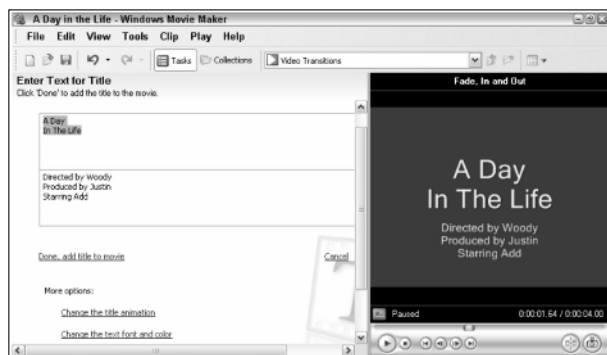 A Day in the Life - Windows Movie Maker
File Edit View Tools Clip Play Help
Tasks Collections Video Transitions
Enter Text for Title
Click 'Done' to add the title to the movie.
A Day
In The Life
Directed by Woody
Produced by Justin
Starring Add
Done, add title to movie
Cancel
More options:
Change the title animation
Change the text font and color
Fade, In and Out
A Day
In The Life
Directed by Woody
Produced by Justin
Starring Add
Paused 0:00:01.64 / 0:00:04.00